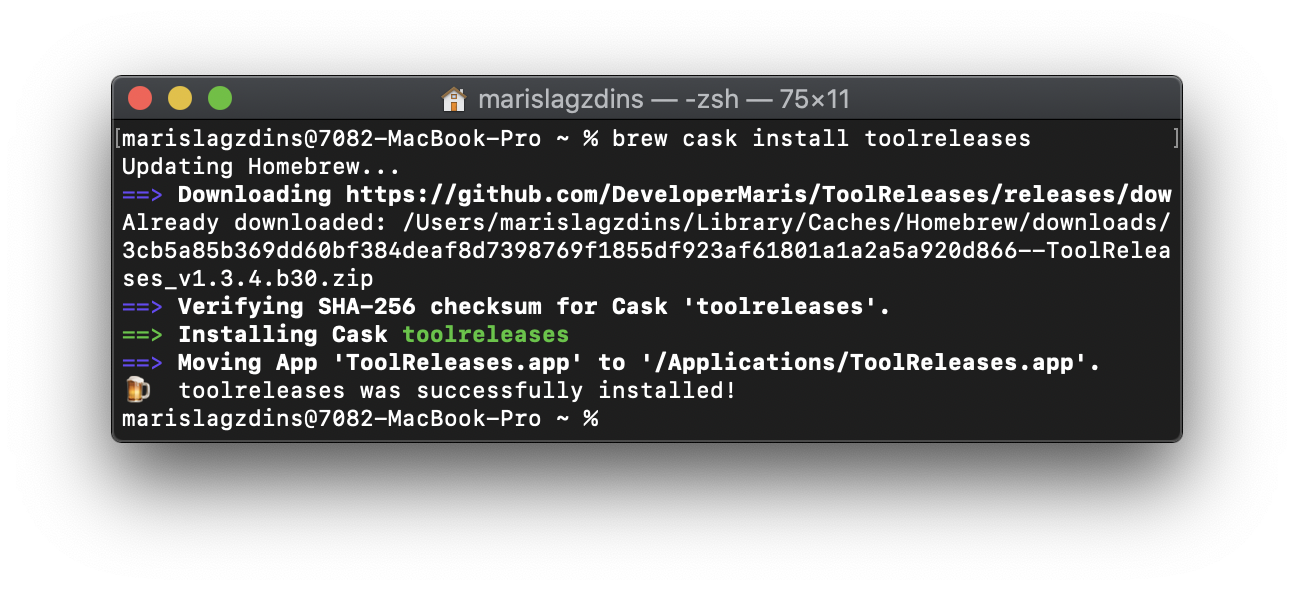 🏠 marislagzdins — -zsh — 75×11
[marislagzdins@7082-MacBook-Pro ~ % brew cask install toolreleases ]
Updating Homebrew...
==> Downloading https://github.com/DeveloperMaris/ToolReleases/releases/dow
Already downloaded: /Users/marislagzdins/Library/Caches/Homebrew/downloads/
3cb5a85b369dd60bf384deaf8d7398769f1855df923af61801a1a2a5a920d866--ToolRelea
ses_v1.3.4.b30.zip
==> Verifying SHA-256 checksum for Cask 'toolreleases'.
==> Installing Cask toolreleases
==> Moving App 'ToolReleases.app' to '/Applications/ToolReleases.app'.
🍺  toolreleases was successfully installed!
marislagzdins@7082-MacBook-Pro ~ %